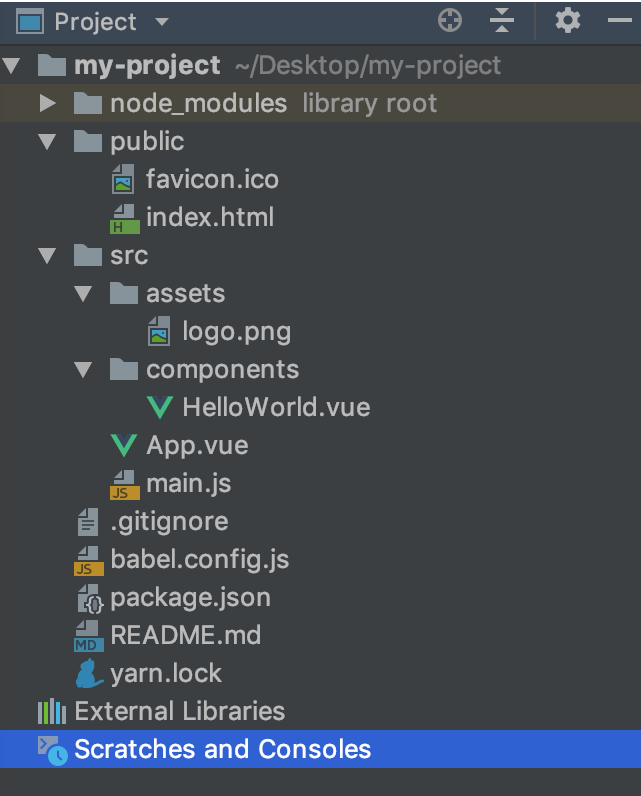 Project
my-project ~/Desktop/my-project
node_modules library root
public
favicon.ico
H index.html
src
assets
logo.png
components
HelloWorld.vue
App.vue
JS main.js
.gitignore
JS babel.config.js
package.json
MD README.md
yarn.lock
External Libraries
Scratches and Consoles